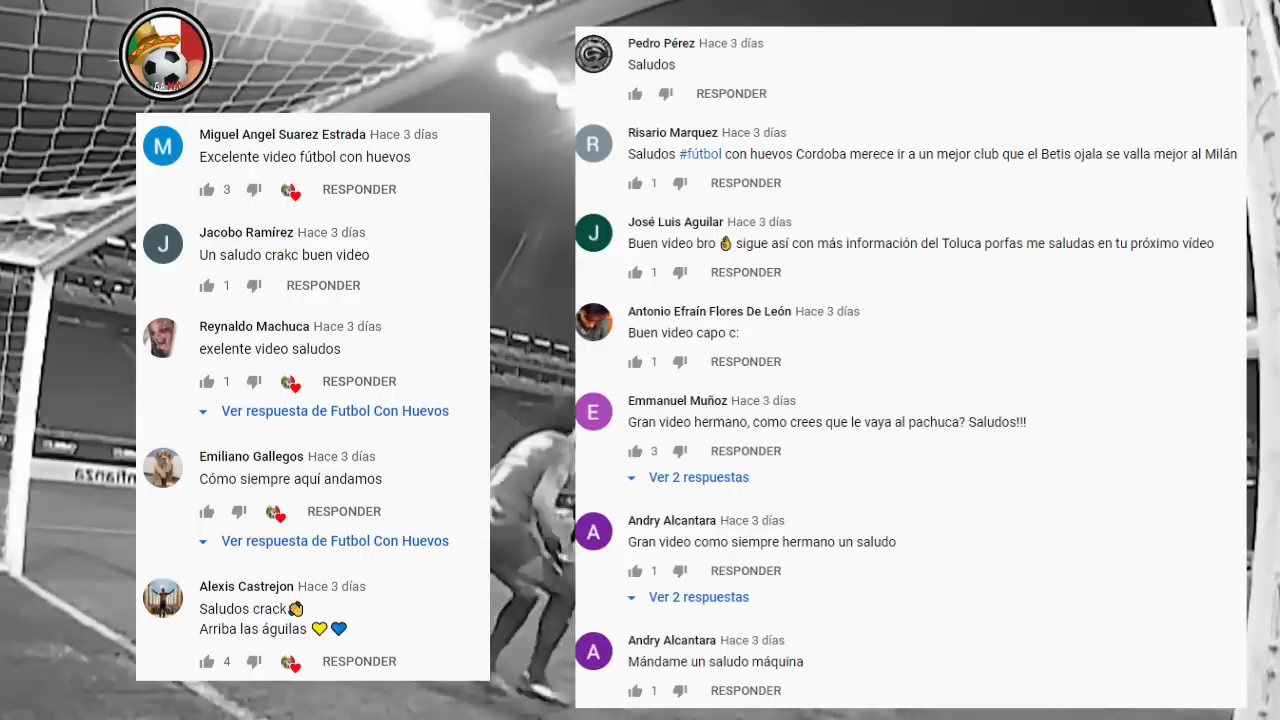 Miguel Angel Suarez Estrada Hace 3 días
Excelente video fútbol con huevos
3 RESPONDER
Jacobo Ramírez Hace 3 días
Un saludo crakc buen video
1 RESPONDER
Reynaldo Machuca Hace 3 días
exelente video saludos
1 RESPONDER
Ver respuesta de Futbol Con Huevos
Emiliano Gallegos Hace 3 días
Cómo siempre aquí andamos
RESPONDER
Ver respuesta de Futbol Con Huevos
Alexis Castrejon Hace 3 días
Saludos crack👏
Arriba las águilas 💛💙
4 RESPONDER
Pedro Pérez Hace 3 días
Saludos
RESPONDER
Risario Marquez Hace 3 días
Saludos #fútbol con huevos Cordoba merece ir a un mejor club que el Betis ojala se valla mejor al Milán
1 RESPONDER
José Luis Aguilar Hace 3 días
Buen video bro 👌 sigue así con más información del Toluca porfas me saludas en tu próximo vídeo
1 RESPONDER
Antonio Efraín Flores De León Hace 3 días
Buen video capo c:
1 RESPONDER
Emmanuel Muñoz Hace 3 días
Gran video hermano, como crees que le vaya al pachuca? Saludos!!!
3 RESPONDER
Ver 2 respuestas
Andry Alcantara Hace 3 días
Gran video como siempre hermano un saludo
1 RESPONDER
Ver 2 respuestas
Andry Alcantara Hace 3 días
Mándame un saludo máquina
1 RESPONDER